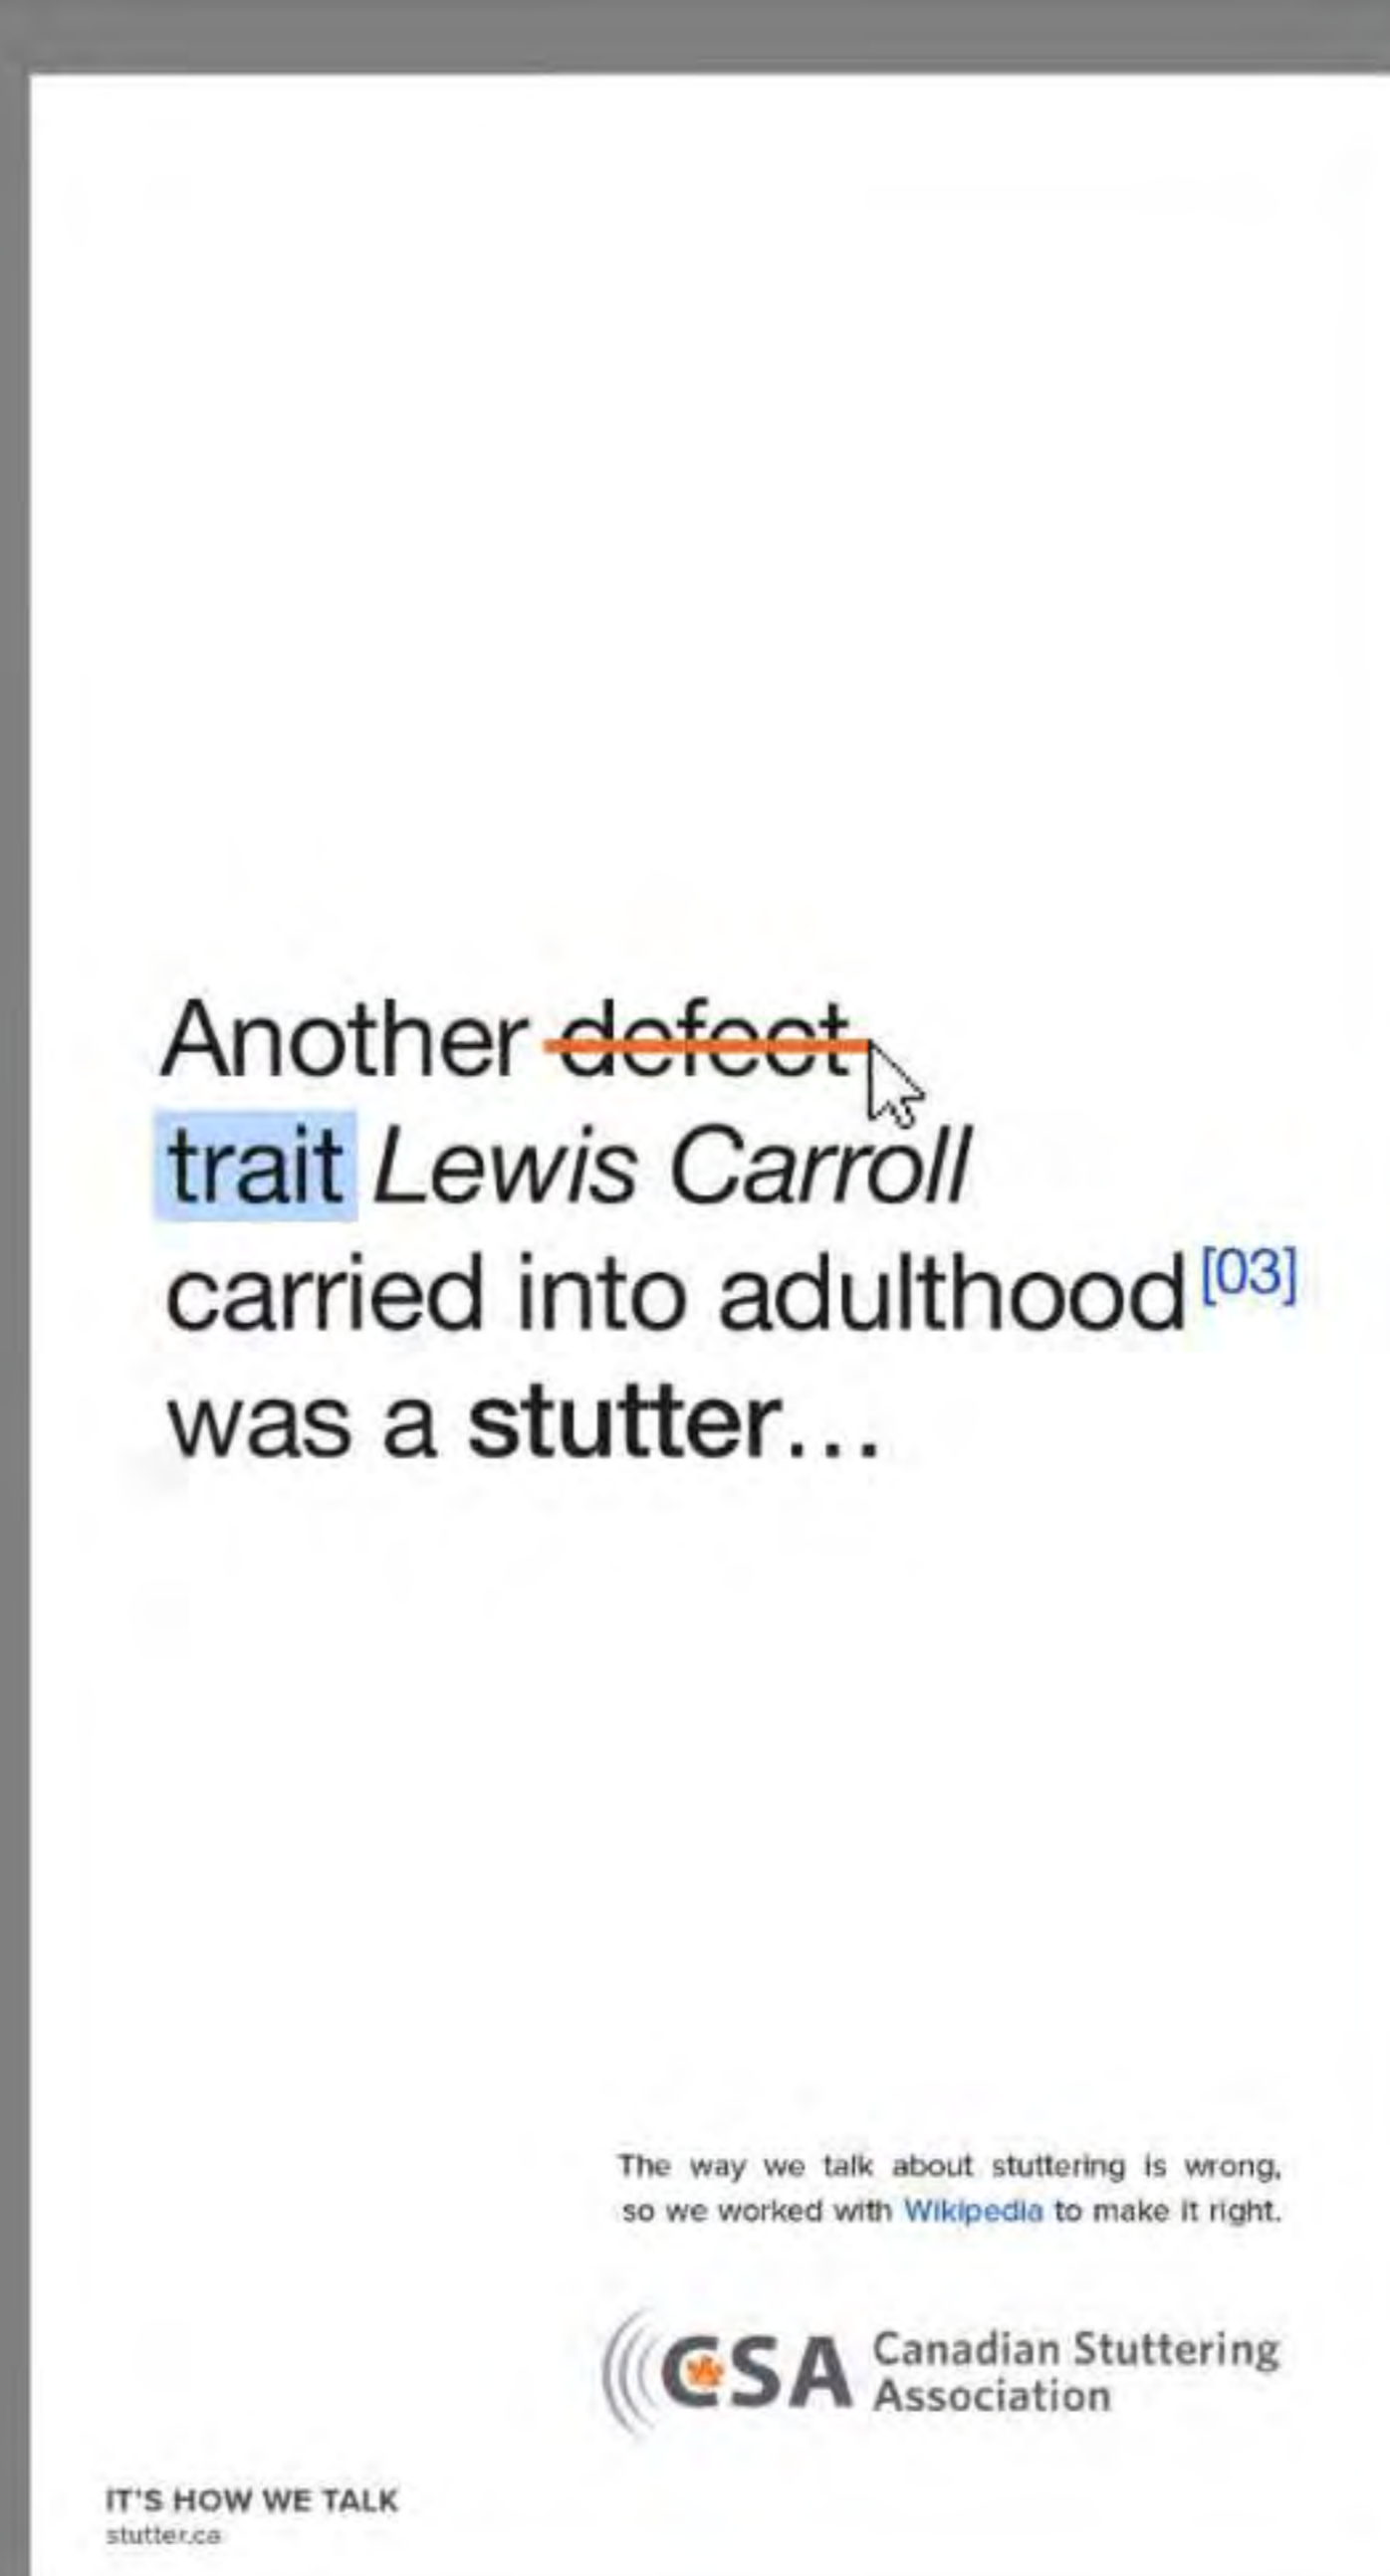 Another defect
trait Lewis Carroll
carried into adulthood [03]
was a stutter...
The way we talk about stuttering is wrong,
so we worked with Wikipedia to make it right.
CSA Canadian Stuttering
Association
IT'S HOW WE TALK
stutter.ca